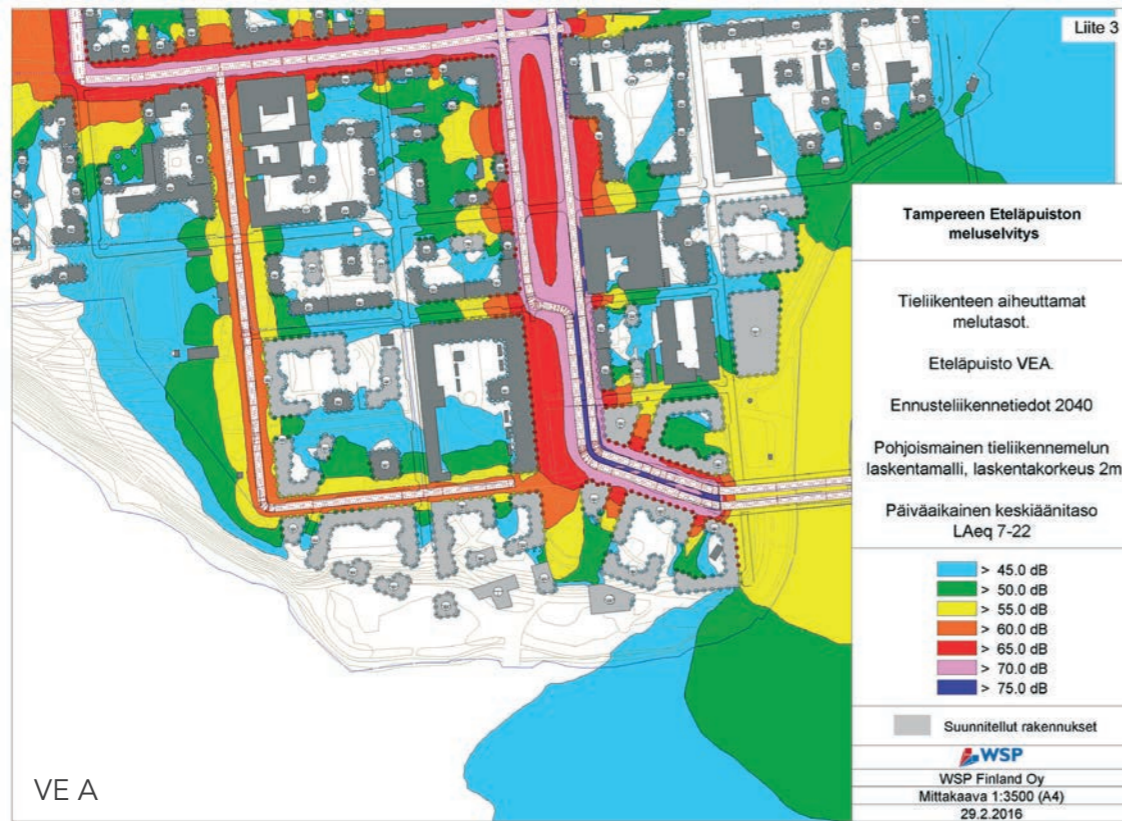 Liite 3
Tampereen Eteläpuiston
meluselvitys
Tieliikenteen aiheuttamat
melutasot.
Eteläpuisto VEA.
Ennusteliikennetiedot 2040
Pohjoismainen tieliikennemelun
laskentamalli, laskentakorkeus 2m
Päiväaikainen keskiäänitaso
LAeq 7-22
> 45.0 dB
> 50.0 dB
> 55.0 dB
> 60.0 dB
> 65.0 dB
> 70.0 dB
> 75.0 dB
Suunnitellut rakennukset
WSP
WSP Finland Oy
Mittakaava 1:3500 (A4)
29.2.2016
VE A